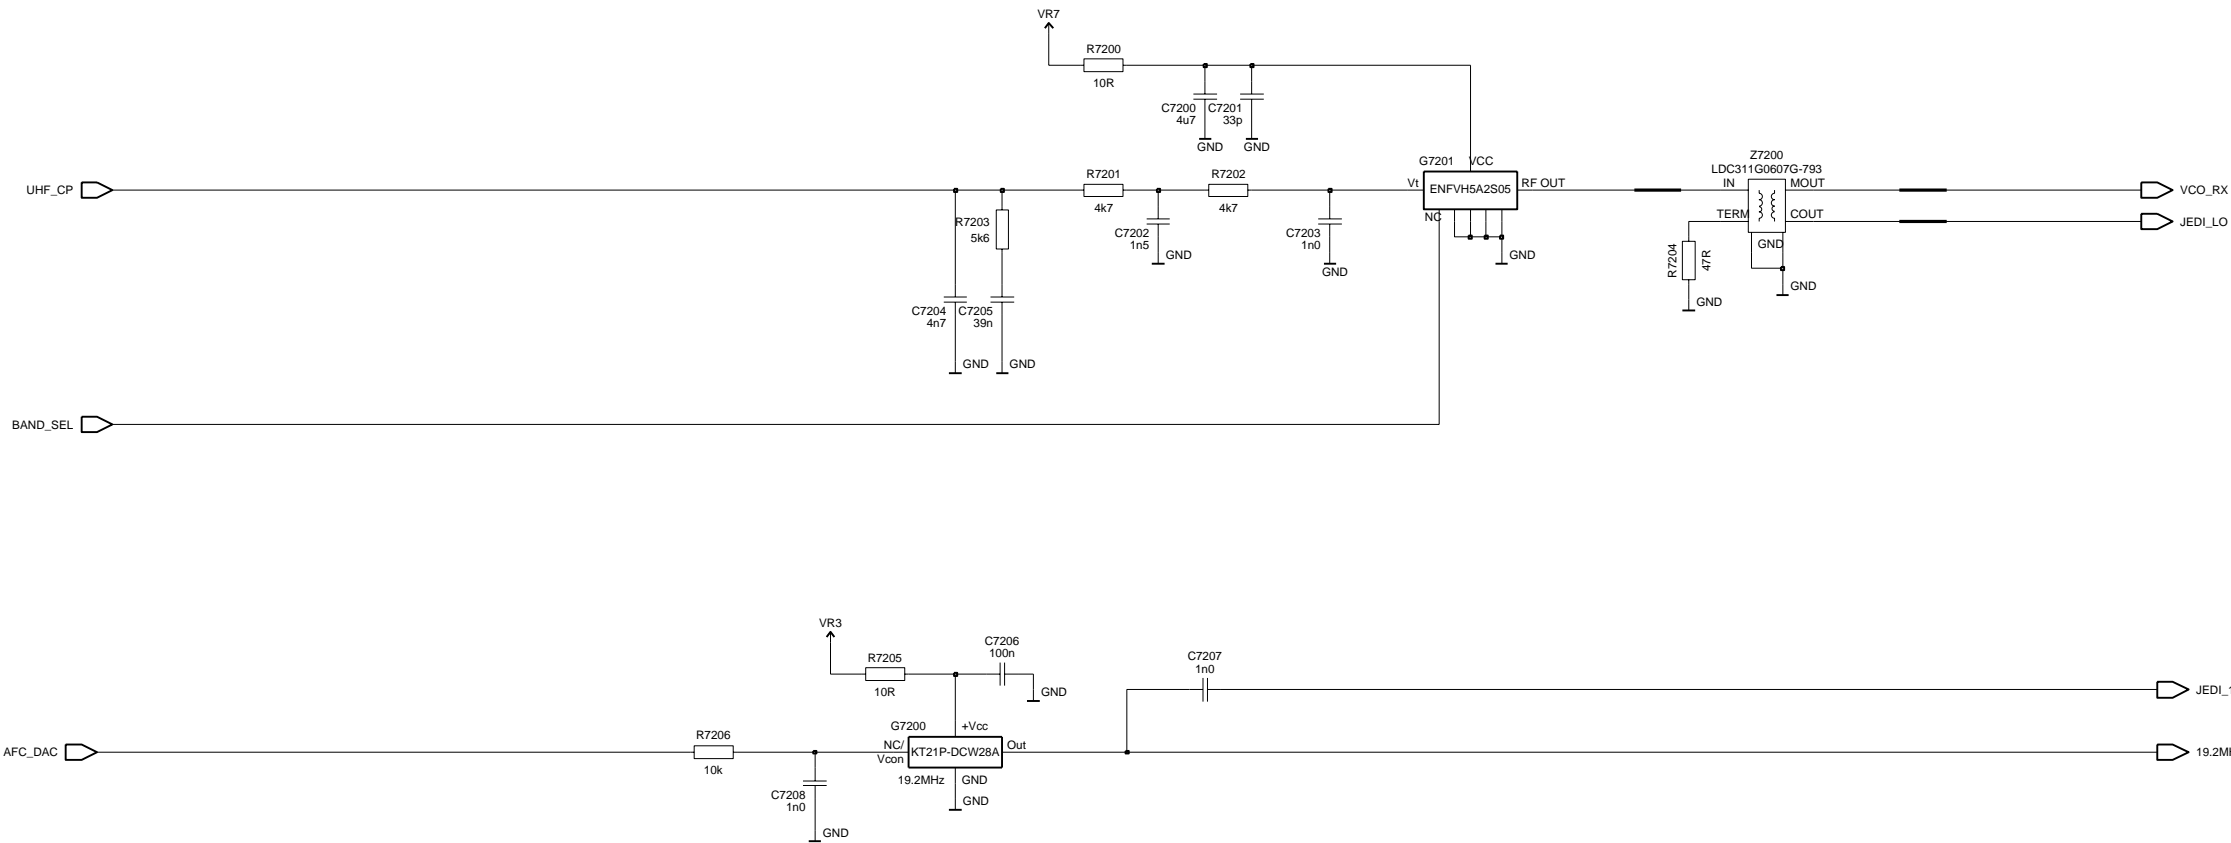 VR7
R7200
10R
C7200
4u7
C7201
33p
GND
GND
UHF_CP
R7201
4k7
R7202
4k7
G7201
VCC
Vt
ENFVH5A2S05
RF OUT
NC
GND
Z7200
LDC311G0607G-793
IN
MOUT
TERM
COUT
GND
GND
R7204
47R
GND
VCO_RX
JEDI_LO
R7203
5k6
C7202
1n5
GND
C7203
1n0
GND
C7204
4n7
C7205
39n
GND
GND
BAND_SEL
VR3
R7205
10R
C7206
100n
GND
C7207
1n0
JEDI_1
AFC_DAC
R7206
10k
C7208
1n0
GND
G7200
+Vcc
NC/
Vcon
KT21P-DCW28A
Out
19.2MHz
GND
GND